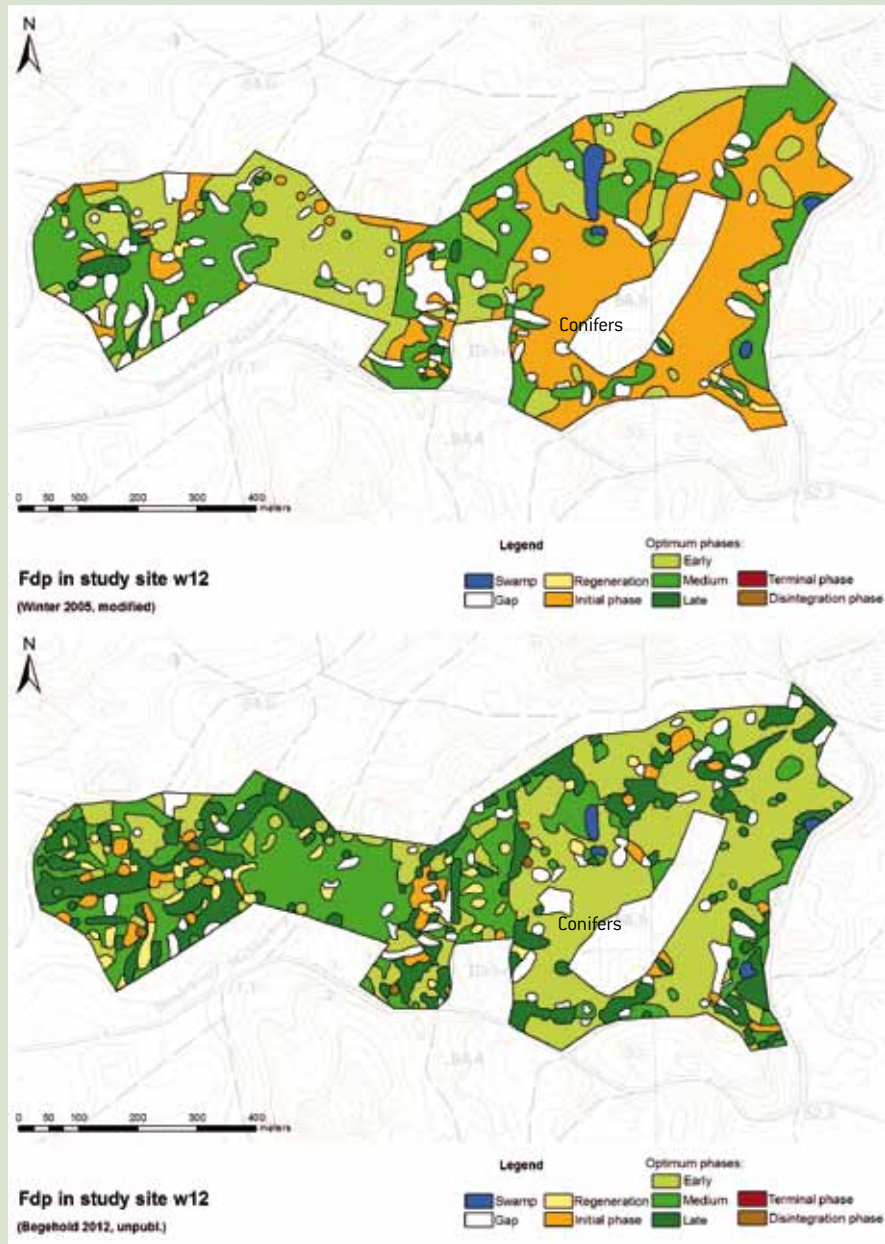 N
Conifers
0 50 100 200 300 400
meters
Fdp in study site w12
(Winter 2005, modified)
Legend
Optimum phases:
Early
Swamp Regeneration Medium Terminal phase
Gap Initial phase Late Disintegration phase
N
Conifers
0 50 100 200 300 400
meters
Fdp in study site w12
(Begehold 2012, unpubl.)
Legend
Optimum phases:
Early
Swamp Regeneration Medium Terminal phase
Gap Initial phase Late Disintegration phase